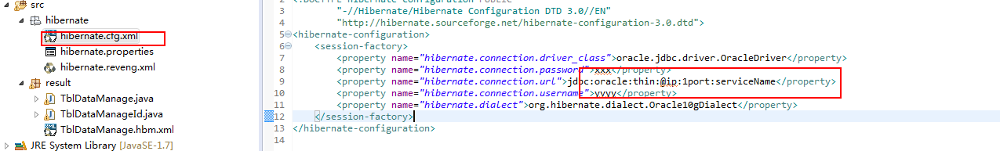 src
hibernate
hibernate.cfg.xml
hibernate.properties
hibernate.reveng.xml
result
TblDataManage.java
TblDataManageId.java
TblDataManage.hbm.xml
JRE System Library [JavaSE-1.7]
2 <!DOCTYPE hibernate-configuration PUBLIC
3 "-//Hibernate/Hibernate Configuration DTD 3.0//EN"
4 "http://hibernate.sourceforge.net/hibernate-configuration-3.0.dtd">
5 <hibernate-configuration>
6 <session-factory>
7 <property name="hibernate.connection.driver_class">oracle.jdbc.driver.OracleDriver</property>
8 <property name="hibernate.connection.password">xxx</property>
9 <property name="hibernate.connection.url">jdbc:oracle:thin:@ip:1port:serviceName</property>
10 <property name="hibernate.connection.username">yyyy</property>
11 <property name="hibernate.dialect">org.hibernate.dialect.Oracle10gDialect</property>
12 </session-factory>
13 </hibernate-configuration>
14